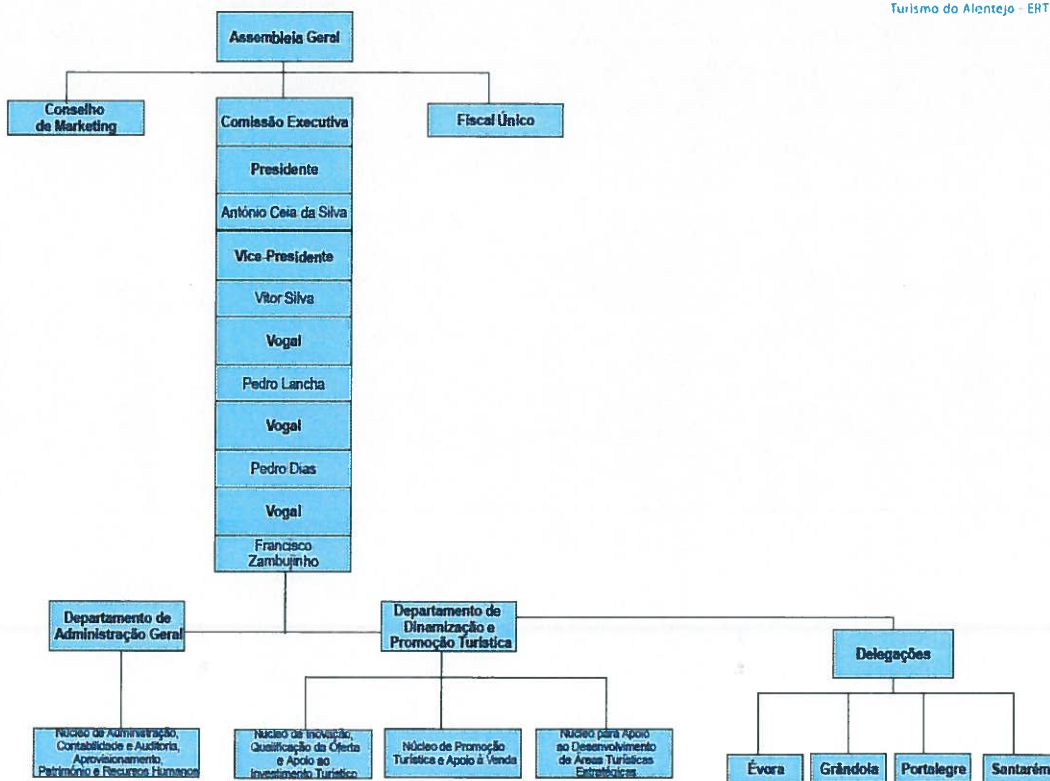 Turismo do Alentejo - ERT
Assembleia Geral
Conselho
de Marketing
Comissão Executiva
Fiscal Único
Presidente
António Ceia da Silva
Vice-Presidente
Vitor Silva
Vogal
Pedro Lancha
Vogal
Pedro Dias
Vogal
Francisco
Zambujinho
Departamento de
Administração Geral
Departamento de
Dinamização e
Promoção Turística
Delegações
Núcleo de Administração,
Contabilidade e Auditoria,
Aprovisionamento,
Património e Recursos Humanos
Núcleo de Inovação,
Qualificação da Oferta
e Apoio ao
Investimento Turístico
Núcleo de Promoção
Turística e Apoio à Venda
Núcleo para Apoio
ao Desenvolvimento
de Áreas Turísticas
Estratégicas
Évora
Grândola
Portalegre
Santarém